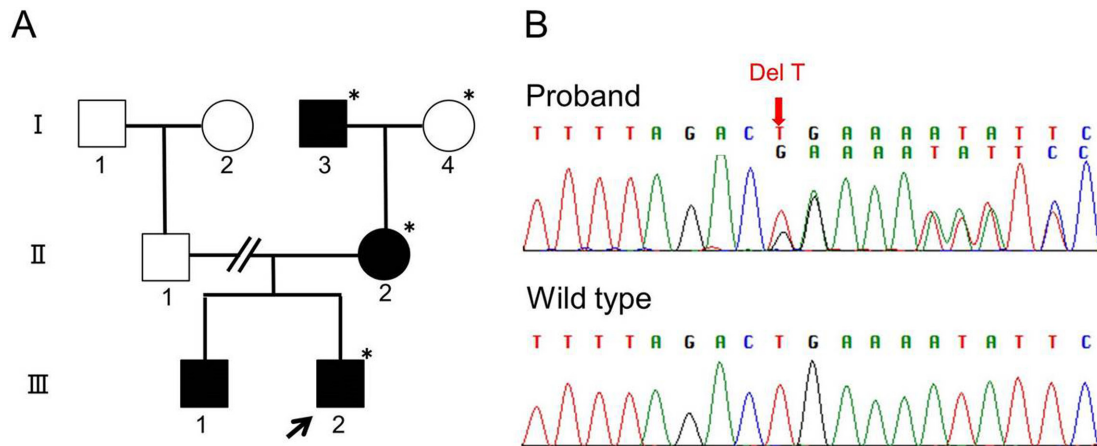 A
I
1
2
3
*
4
*
II
1
2
*
III
1
2
*
B
Del T
Proband
T T T T A G A C T G A A A A T A T T C
G A A A A T A T T C C
Wild type
T T T T A G A C T G A A A A T A T T C